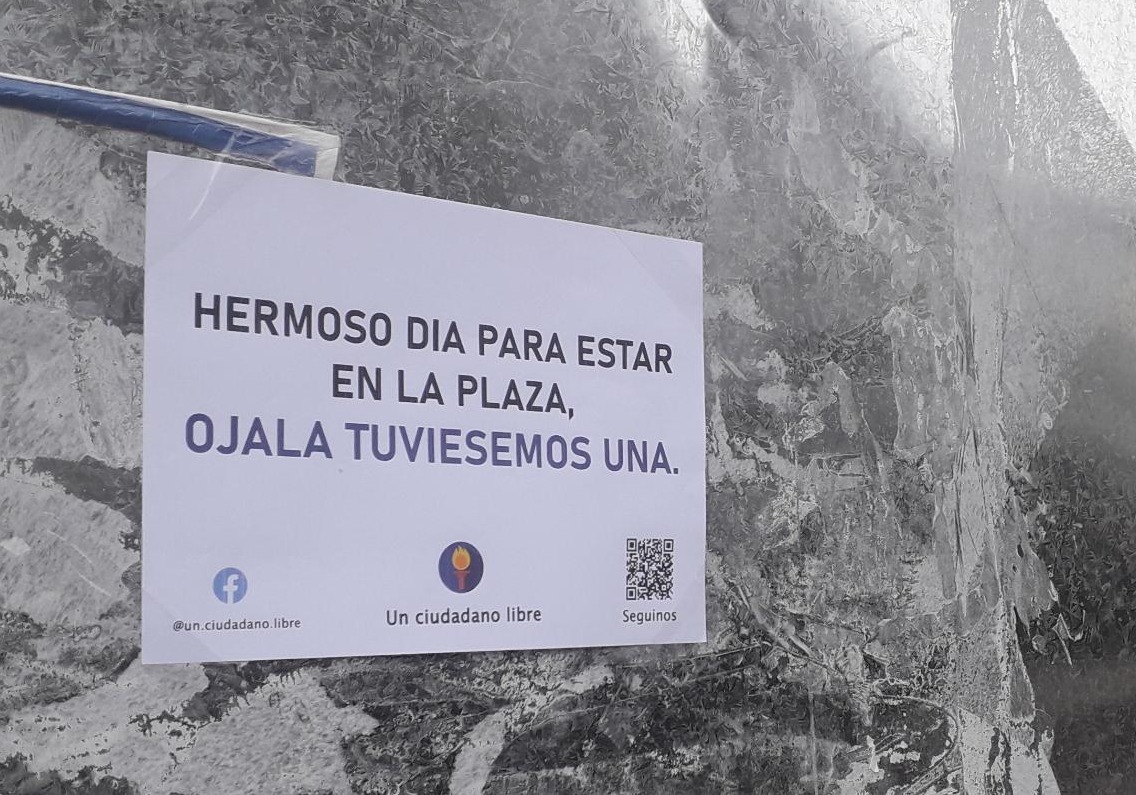 HERMOSO DIA PARA ESTAR
EN LA PLAZA,
OJALA TUVIESEMOS UNA.
@un.ciudadano.libre
Un ciudadano libre
Seguinos